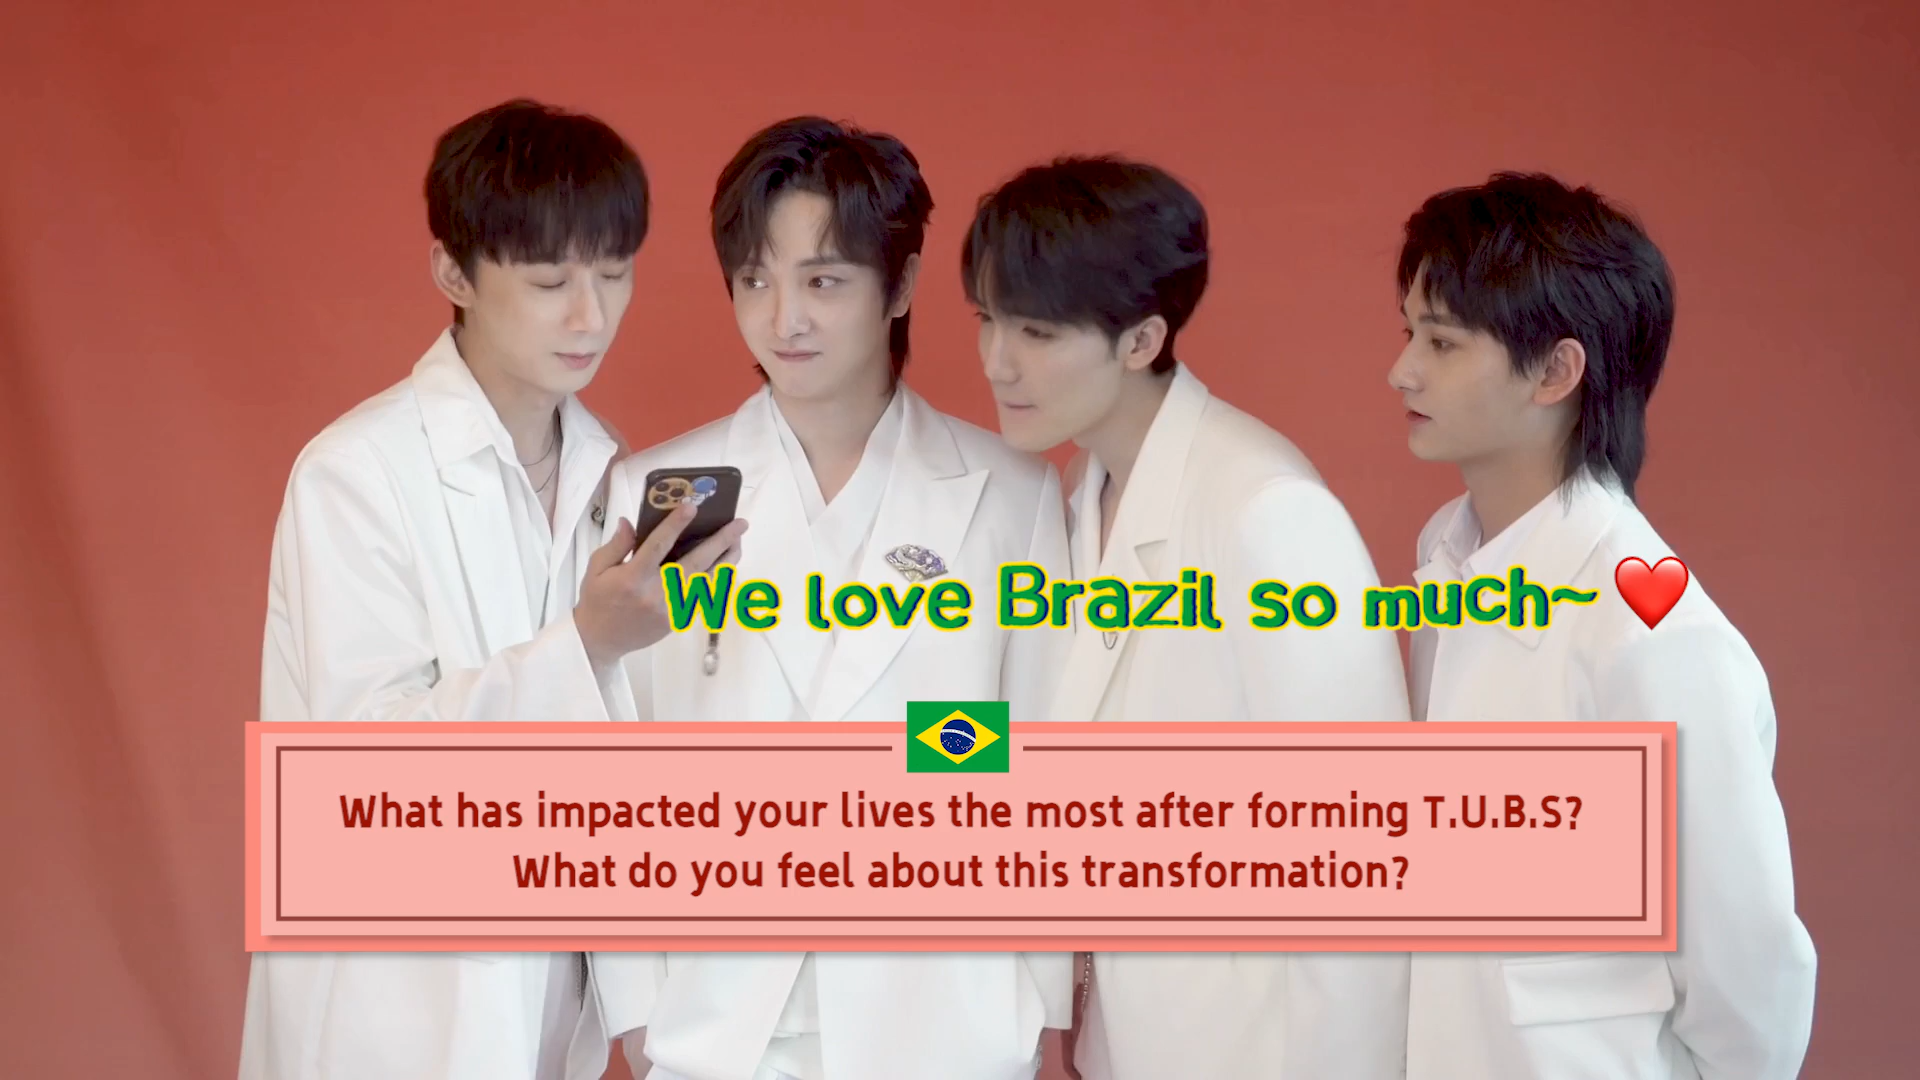 We love Brazil so much~ ❤️
What has impacted your lives the most after forming T.U.B.S?
What do you feel about this transformation?